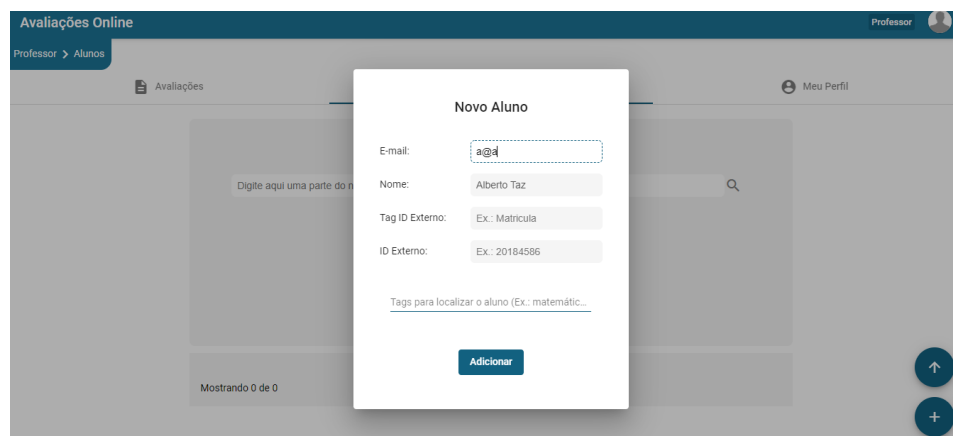 Avaliações Online
Professor
Professor > Alunos
Avaliações
Meu Perfil
Novo Aluno
E-mail: a@a
Digite aqui uma parte do n
Nome: Alberto Taz
Tag ID Externo: Ex.: Matricula
ID Externo: Ex.: 20184586
Tags para localizar o aluno (Ex.: matemátic...
Adicionar
Mostrando 0 de 0